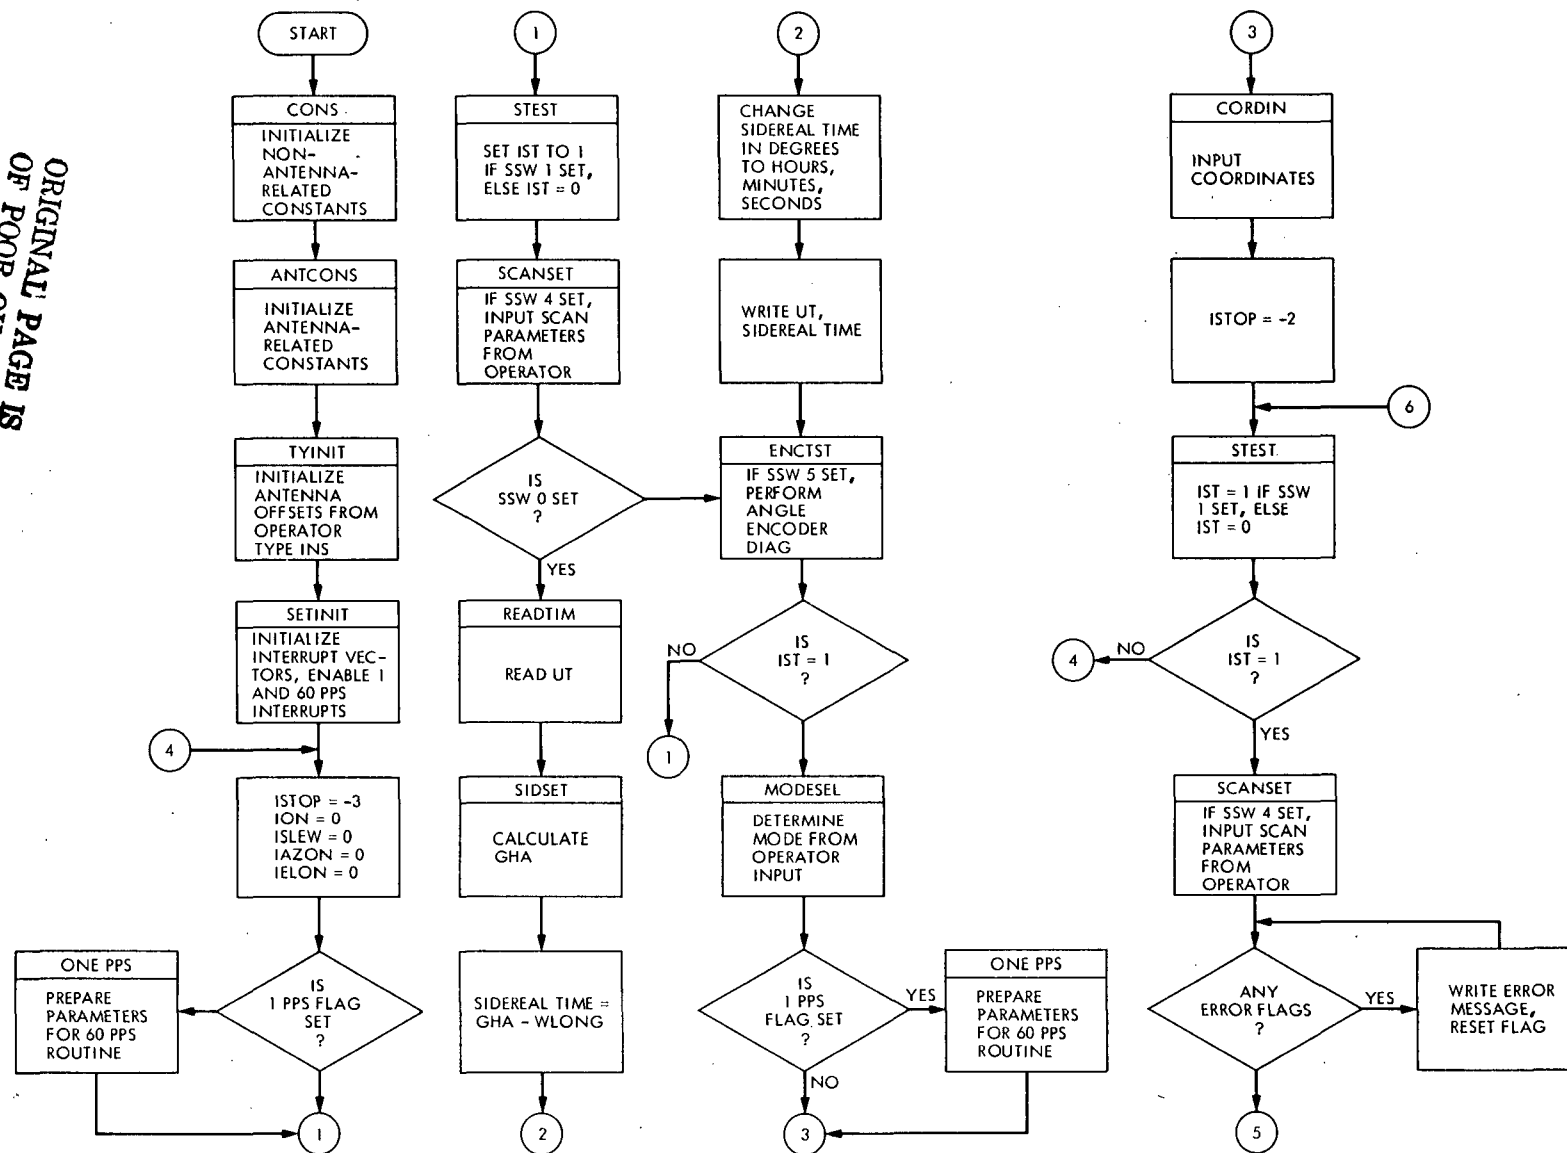 ORIGINAL PAGE IS
OF POOR
START
CONS
INITIALIZE
NON-
ANTENNA-
RELATED
CONSTANTS
ANTCONS
INITIALIZE
ANTENNA-
RELATED
CONSTANTS
TYINIT
INITIALIZE
ANTENNA
OFFSETS FROM
OPERATOR
TYPE INS
SETINIT
INITIALIZE
INTERRUPT VEC-
TORS, ENABLE 1
AND 60 PPS
INTERRUPTS
4
ISTOP = -3
ION = 0
ISLEW = 0
IAZON = 0
IELON = 0
IS
1 PPS FLAG
SET
?
ONE PPS
PREPARE
PARAMETERS
FOR 60 PPS
ROUTINE
1
1
STEST
SET IST TO 1
IF SSW 1 SET,
ELSE IST = 0
SCANSET
IF SSW 4 SET,
INPUT SCAN
PARAMETERS
FROM
OPERATOR
IS
SSW 0 SET
?
YES
READTIM
READ UT
SIDSET
CALCULATE
GHA
SIDEREAL TIME =
GHA - WLONG
2
2
CHANGE
SIDEREAL TIME
IN DEGREES
TO HOURS,
MINUTES,
SECONDS
WRITE UT,
SIDEREAL TIME
ENCTST
IF SSW 5 SET,
PERFORM
ANGLE
ENCODER
DIAG
IS
IST = 1
?
NO
1
MODESEL
DETERMINE
MODE FROM
OPERATOR
INPUT
IS
1 PPS
FLAG SET
?
YES
NO
ONE PPS
PREPARE
PARAMETERS
FOR 60 PPS
ROUTINE
3
3
CORDIN
INPUT
COORDINATES
ISTOP = -2
6
STEST
IST = 1 IF SSW
1 SET, ELSE
IST = 0
IS
IST = 1
?
NO
4
YES
SCANSET
IF SSW 4 SET,
INPUT SCAN
PARAMETERS
FROM
OPERATOR
ANY
ERROR FLAGS
?
YES
WRITE ERROR
MESSAGE,
RESET FLAG
5